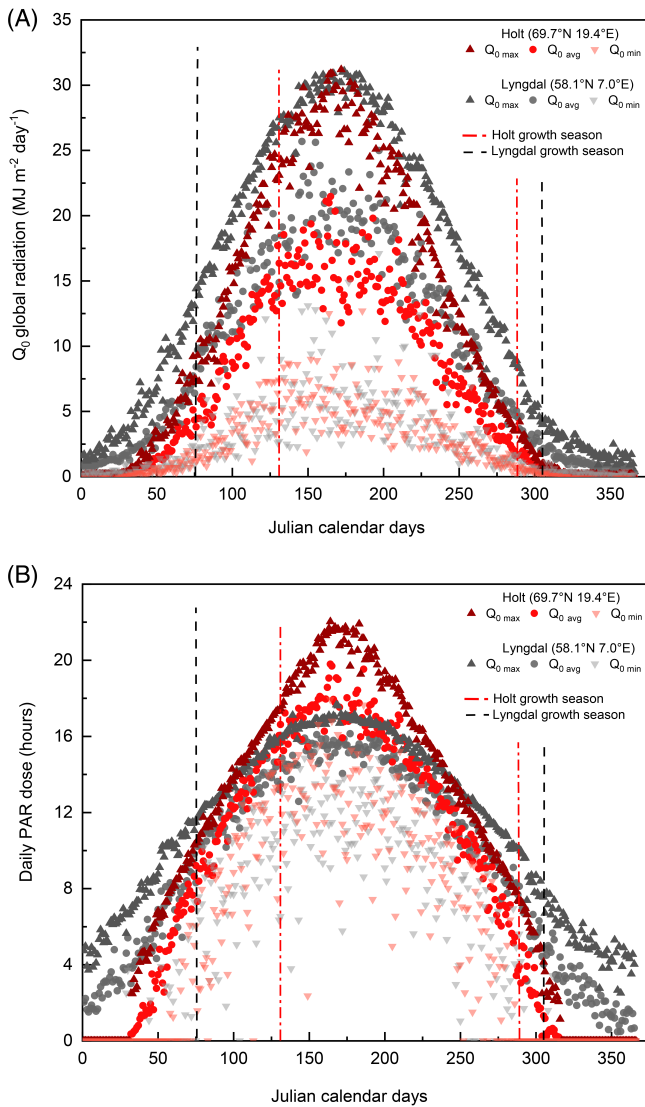 (A)
35
30
25
20
15
10
5
0
Q0 global radiation (MJ m-2 day-1)
Holt (69.7°N 19.4°E)
Q0 max Q0 avg Q0 min
Lyngdal (58.1°N 7.0°E)
Q0 max Q0 avg Q0 min
Holt growth season
Lyngdal growth season
0 50 100 150 200 250 300 350
Julian calendar days
(B)
24
20
16
12
8
4
0
Daily PAR dose (hours)
Holt (69.7°N 19.4°E)
Q0 max Q0 avg Q0 min
Lyngdal (58.1°N 7.0°E)
Q0 max Q0 avg Q0 min
Holt growth season
Lyngdal growth season
0 50 100 150 200 250 300 350
Julian calendar days